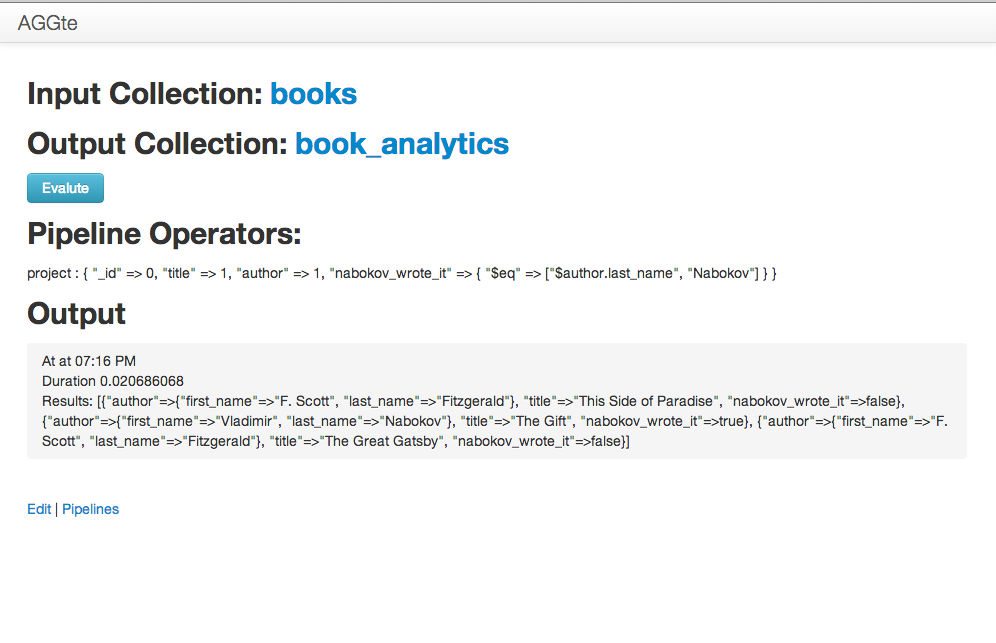 AGGte
Input Collection: books
Output Collection: book_analytics
Evalute
Pipeline Operators:
project : { "_id" => 0, "title" => 1, "author" => 1, "nabokov_wrote_it" => { "$eq" => ["$author.last_name", "Nabokov"] } }
Output
At at 07:16 PM
Duration 0.020686068
Results: [{"author"=>{"first_name"=>"F. Scott", "last_name"=>"Fitzgerald"}, "title"=>"This Side of Paradise", "nabokov_wrote_it"=>false},
{"author"=>{"first_name"=>"Vladimir", "last_name"=>"Nabokov"}, "title"=>"The Gift", "nabokov_wrote_it"=>true}, {"author"=>{"first_name"=>"F.
Scott", "last_name"=>"Fitzgerald"}, "title"=>"The Great Gatsby", "nabokov_wrote_it"=>false}]
Edit | Pipelines